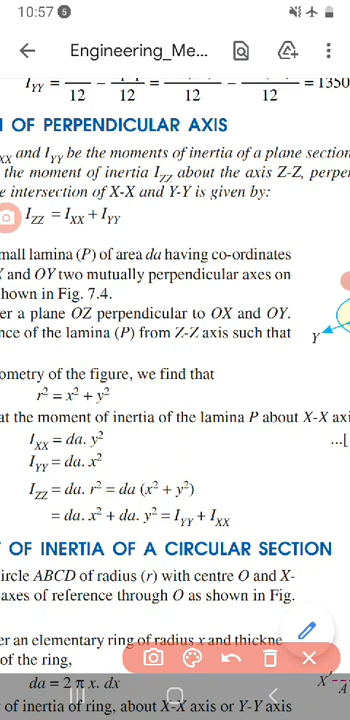 10:57 5
Engineering_Me...
I_YY = — – — = — – — = 1350
12 12 12 12
OF PERPENDICULAR AXIS
XX and I_YY be the moments of inertia of a plane section
the moment of inertia I_ZZ about the axis Z-Z, perpe
e intersection of X-X and Y-Y is given by:
I_ZZ = I_XX + I_YY
mall lamina (P) of area da having co-ordinates
and OY two mutually perpendicular axes on
hown in Fig. 7.4.
er a plane OZ perpendicular to OX and OY.
nce of the lamina (P) from Z-Z axis such that
Y
ometry of the figure, we find that
r² = x² + y²
at the moment of inertia of the lamina P about X-X axi
I_XX = da. y² ...[
I_YY = da. x²
I_ZZ = da. r² = da (x² + y²)
= da. x² + da. y² = I_YY + I_XX
OF INERTIA OF A CIRCULAR SECTION
ircle ABCD of radius (r) with centre O and X-
axes of reference through O as shown in Fig.
er an elementary ring of radius x and thickne
of the ring,
da = 2 π x. dx
X′
A
of inertia of ring, about X-X axis or Y-Y axis